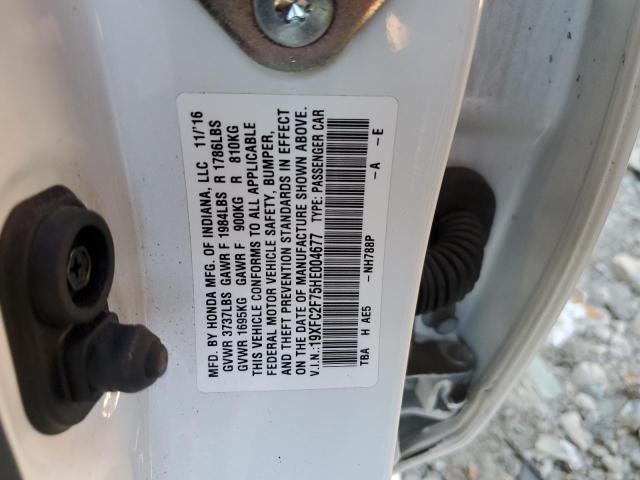 MFD. BY HONDA MFG. OF INDIANA, LLC 11/'16
GVWR 3737LBS GAWR F 1984LBS R 1786LBS
GVWR 1695KG GAWR F 900KG R 810KG
THIS VEHICLE CONFORMS TO ALL APPLICABLE
FEDERAL MOTOR VEHICLE SAFETY, BUMPER,
AND THEFT PREVENTION STANDARDS IN EFFECT
ON THE DATE OF MANUFACTURE SHOWN ABOVE.
V.I.N.: 19XFC2F75HE004677 TYPE: PASSENGER CAR
TBA H AE5 -NH788P -A -E